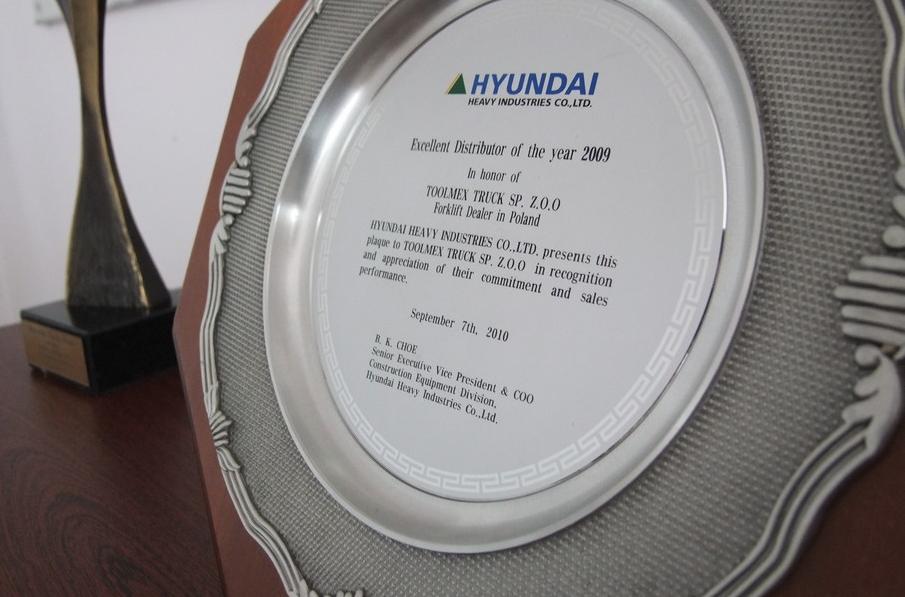 HYUNDAI
HEAVY INDUSTRIES CO.,LTD.
Excellent Distributor of the year 2009
In honor of
TOOLMEX TRUCK SP. Z.O.O
Forklift Dealer in Poland
HYUNDAI HEAVY INDUSTRIES CO.,LTD. presents this
plaque to TOOLMEX TRUCK SP. Z.O.O in recognition
and appreciation of their commitment and sales
performance.
September 7th, 2010
B. K. CHOE
Senior Executive Vice President & COO
Construction Equipment Division,
Hyundai Heavy Industries Co.,Ltd.